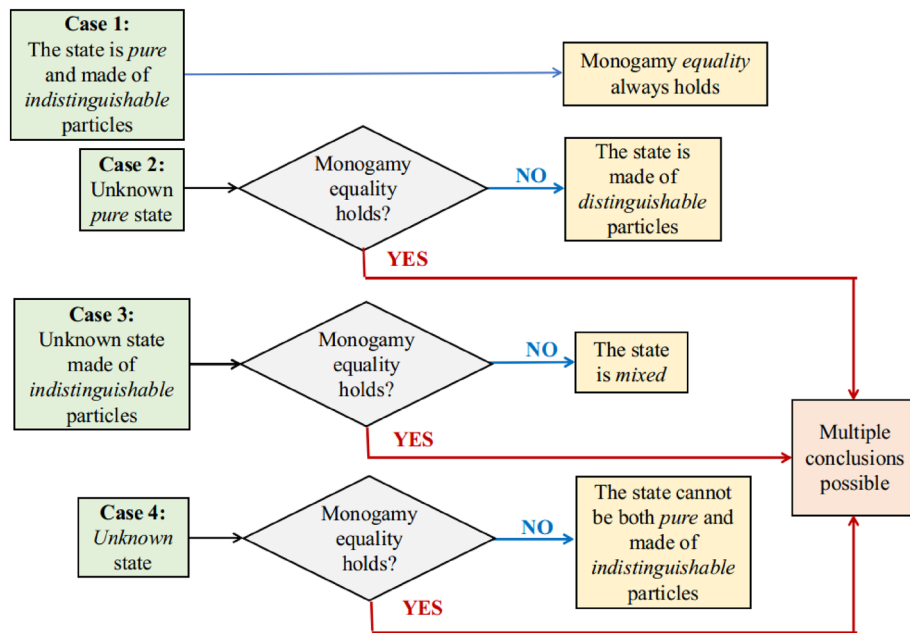 Case 1:
The state is pure
and made of
indistinguishable
particles
Monogamy equality
always holds
Case 2:
Unknown
pure state
Monogamy
equality
holds?
NO
The state is
made of
distinguishable
particles
YES
Case 3:
Unknown state
made of
indistinguishable
particles
Monogamy
equality
holds?
NO
The state
is mixed
YES
Multiple
conclusions
possible
Case 4:
Unknown
state
Monogamy
equality
holds?
NO
The state cannot
be both pure and
made of
indistinguishable
particles
YES